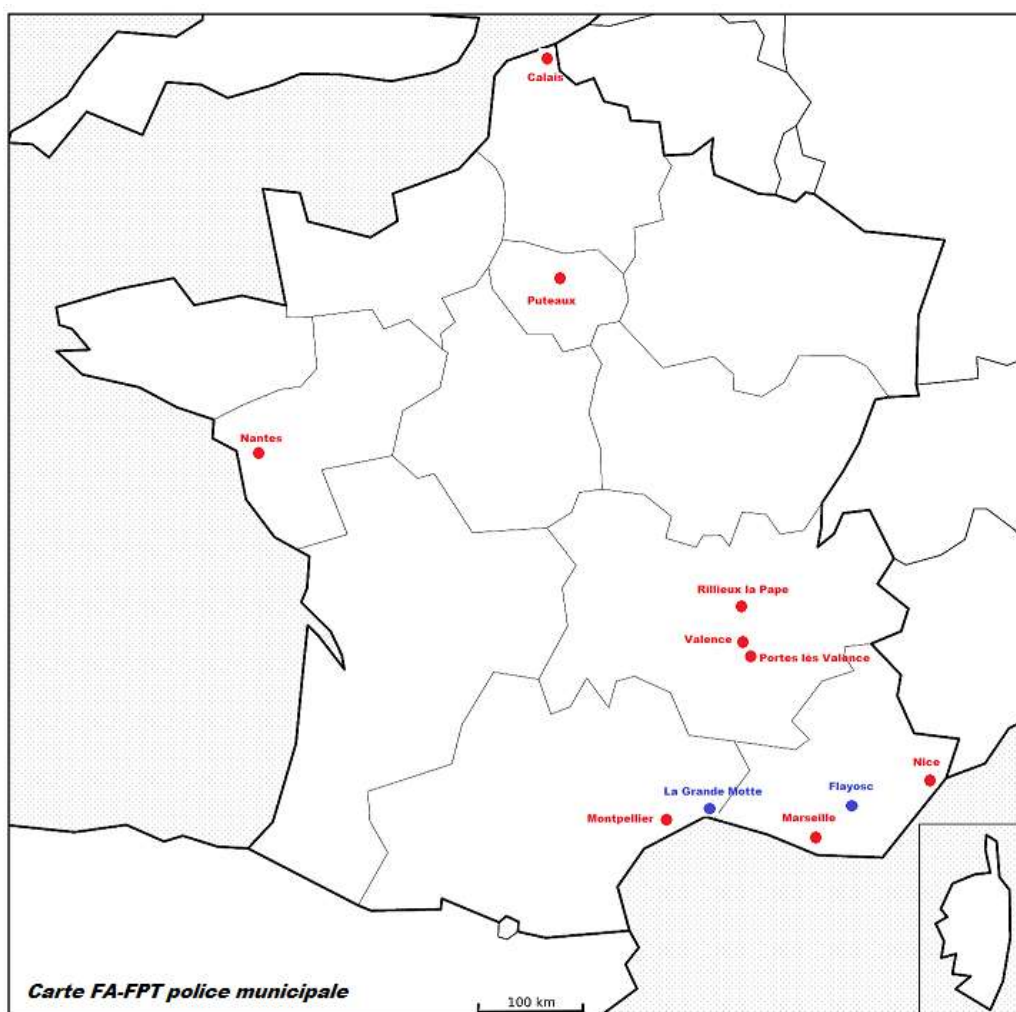 Calais
Puteaux
Nantes
Rillieux la Pape
Valence
Portes lès Valence
Nice
La Grande Motte
Flayosc
Montpellier
Marseille
Carte FA-FPT police municipale
100 km